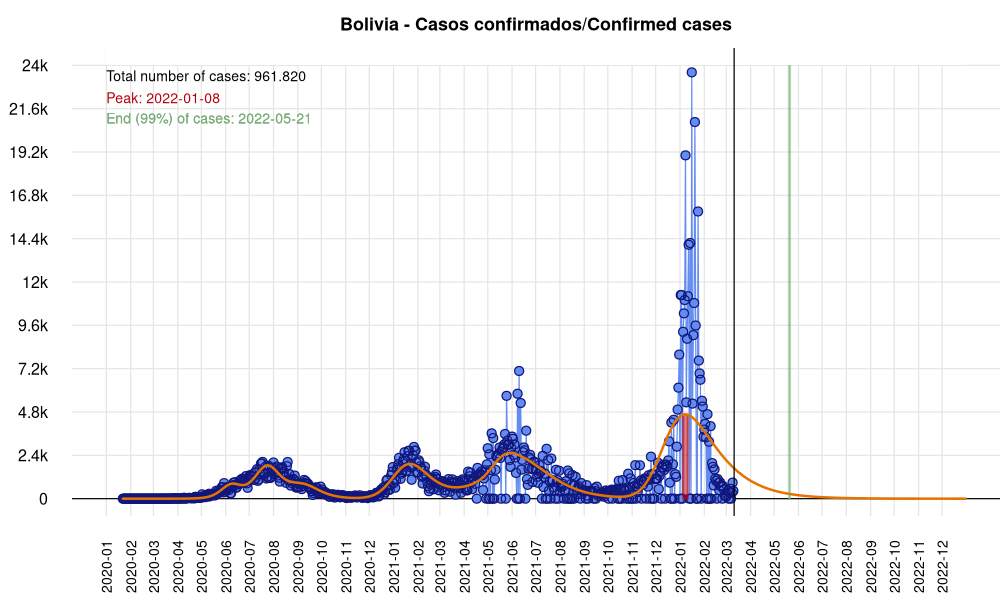 Bolivia - Casos confirmados/Confirmed cases
Total number of cases: 961.820
Peak: 2022-01-08
End (99%) of cases: 2022-05-21
24k
21.6k
19.2k
16.8k
14.4k
12k
9.6k
7.2k
4.8k
2.4k
0
2020-01
2020-02
2020-03
2020-04
2020-05
2020-06
2020-07
2020-08
2020-09
2020-10
2020-11
2020-12
2021-01
2021-02
2021-03
2021-04
2021-05
2021-06
2021-07
2021-08
2021-09
2021-10
2021-11
2021-12
2022-01
2022-02
2022-03
2022-04
2022-05
2022-06
2022-07
2022-08
2022-09
2022-10
2022-11
2022-12